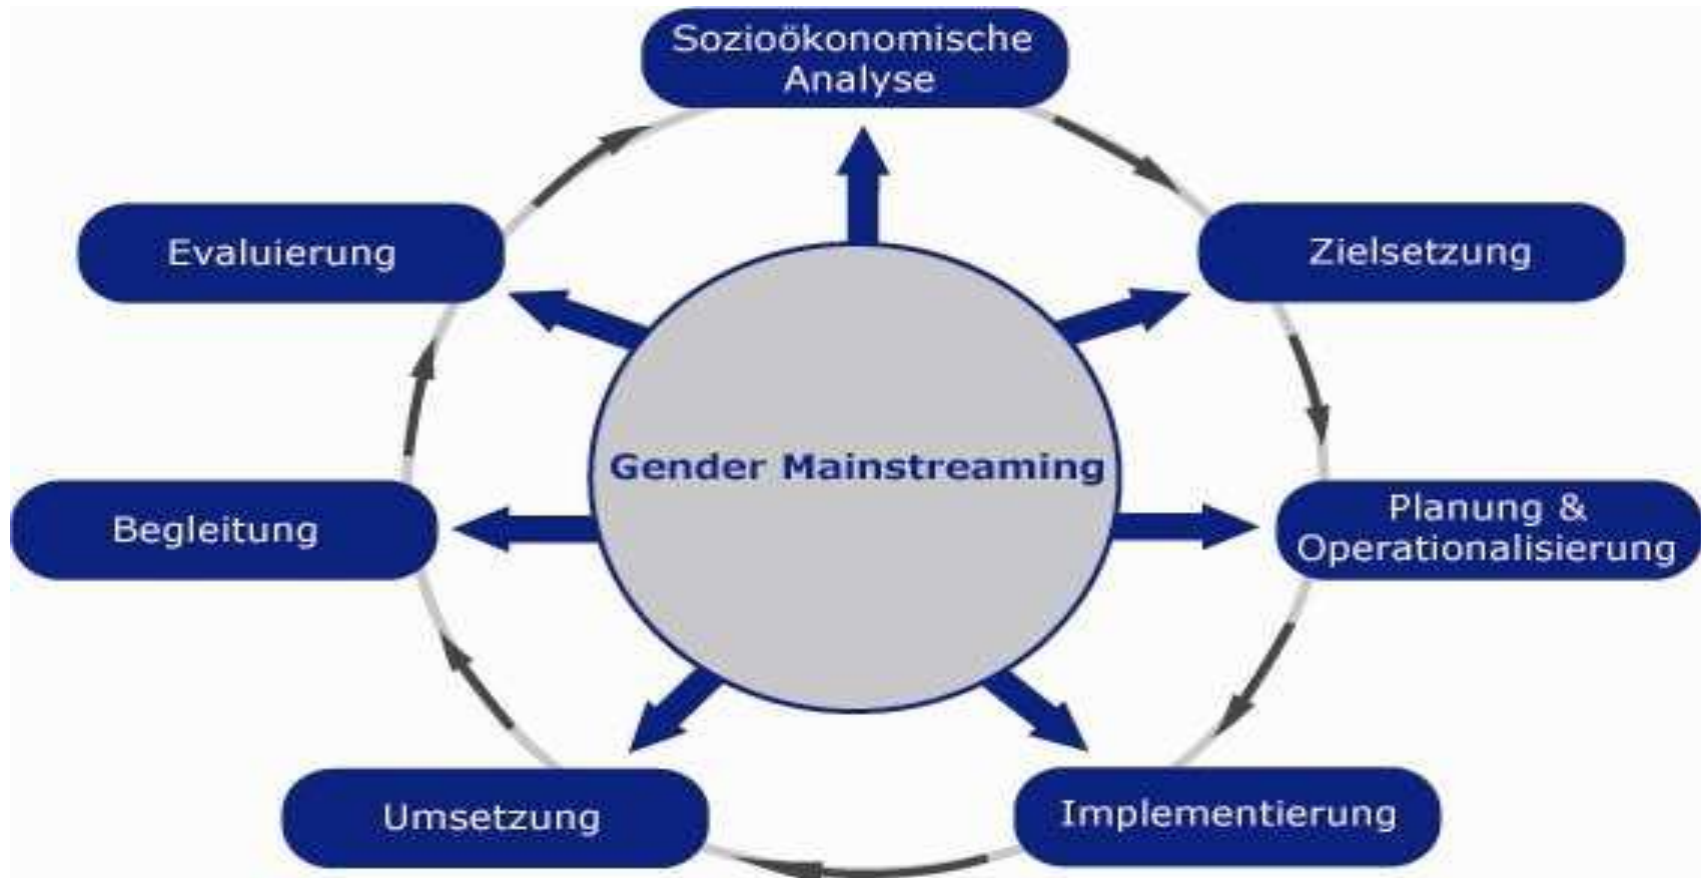 Sozioökonomische
Analyse
Evaluierung
Zielsetzung
Gender Mainstreaming
Begleitung
Planung &
Operationalisierung
Umsetzung
Implementierung